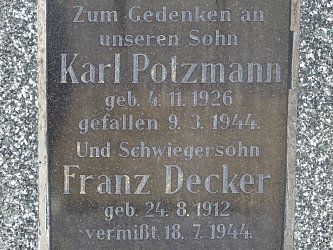 Zum Gedenken an
unseren Sohn
Karl Potzmann
geb. 4. 11. 1926
gefallen 9. 3. 1944.
Und Schwiegersohn
Franz Decker
geb. 24. 8. 1912
vermißt 18. 7. 1944.